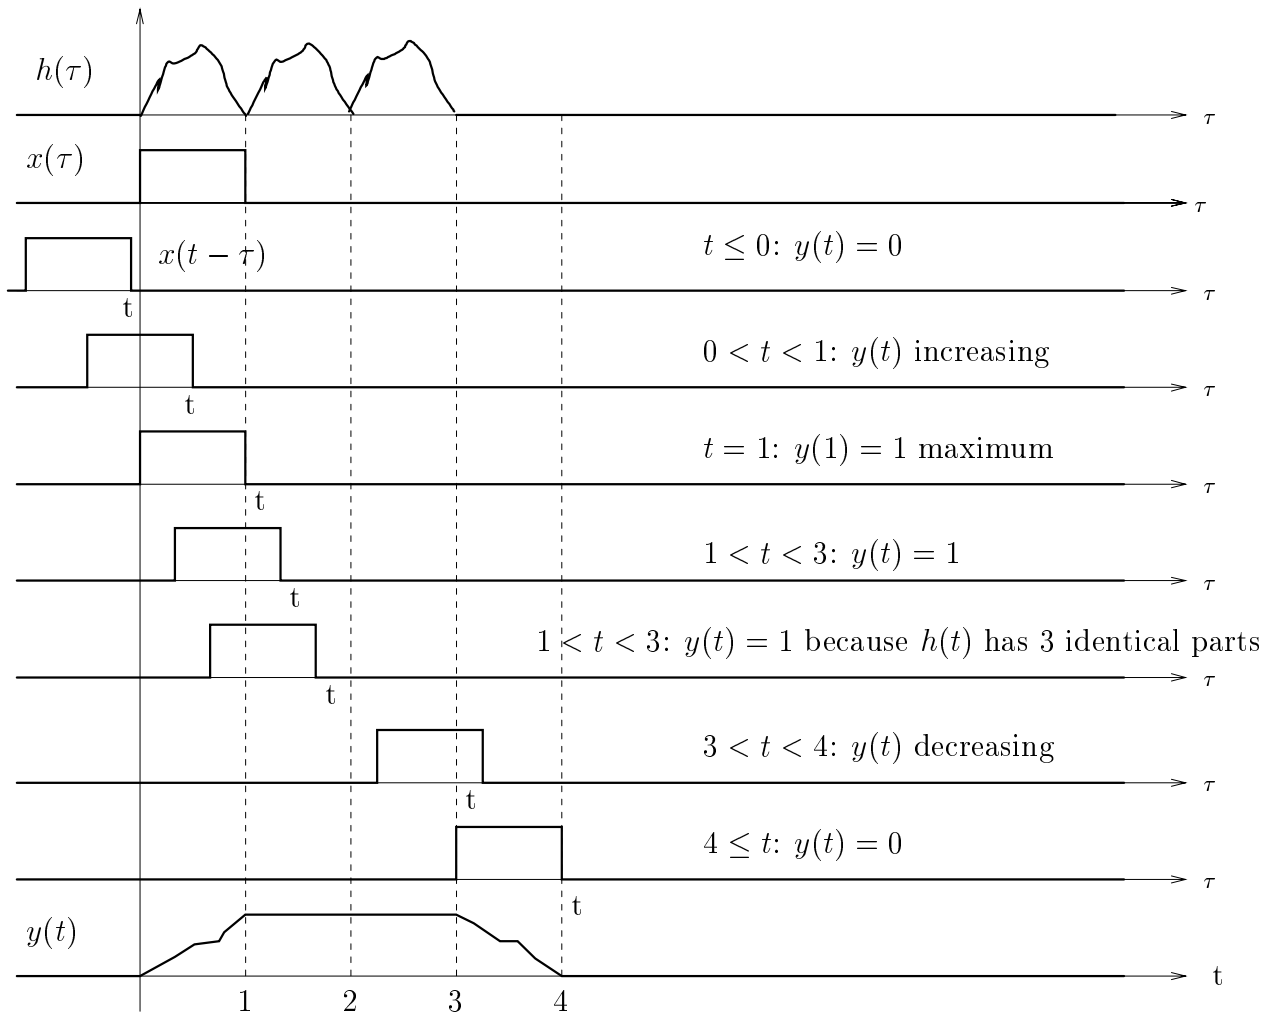 h(τ)
τ
x(τ)
τ
x(t − τ)
t ≤ 0: y(t) = 0
t
τ
0 < t < 1: y(t) increasing
t
τ
t = 1: y(1) = 1 maximum
t
τ
1 < t < 3: y(t) = 1
t
τ
1 < t < 3: y(t) = 1 because h(t) has 3 identical parts
t
τ
3 < t < 4: y(t) decreasing
t
τ
4 ≤ t: y(t) = 0
t
τ
y(t)
t
1 2 3 4